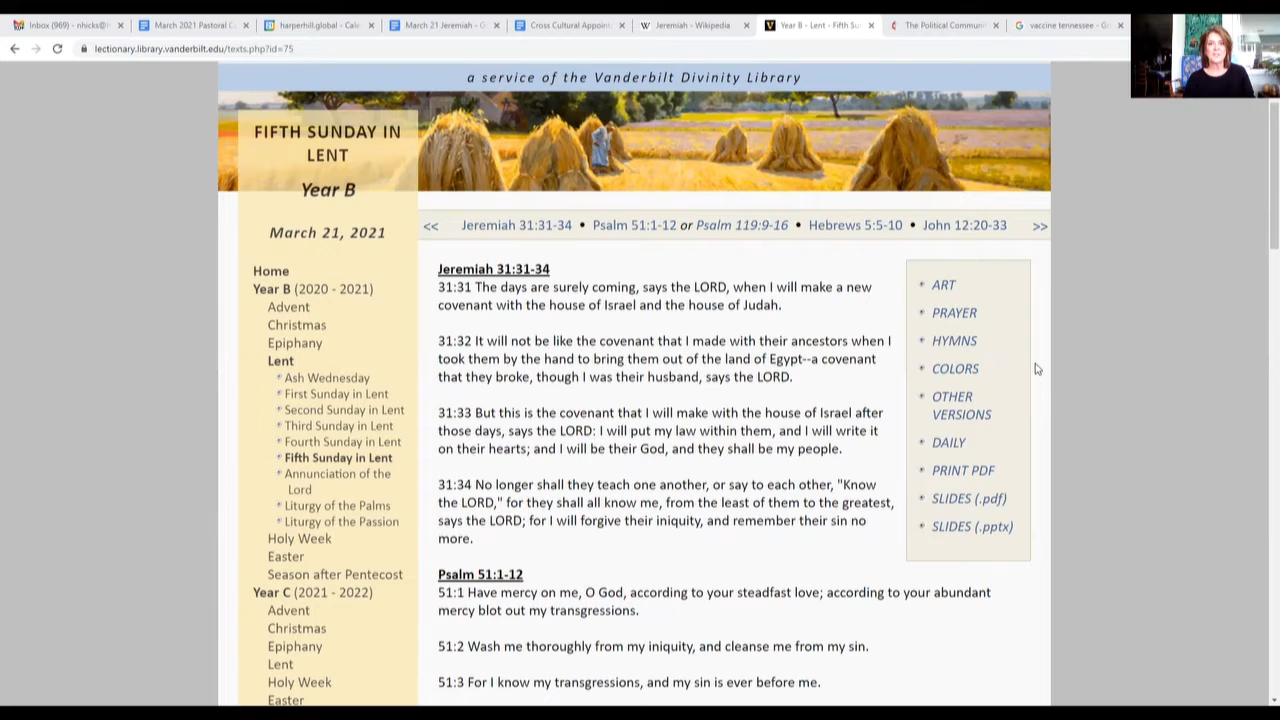 Inbox (969) - nhicks@h
March 2021 Pastoral C
harperhill.global - Cale
March 21 Jeremiah - G
Cross Cultural Appoint
Jeremiah - Wikipedia
Year B - Lent - Fifth Su
The Political Communi
vaccine tennessee - Go
lectionary.library.vanderbilt.edu/texts.php?id=75
a service of the Vanderbilt Divinity Library
FIFTH SUNDAY IN
LENT
Year B
March 21, 2021
Home
Year B (2020 - 2021)
Advent
Christmas
Epiphany
Lent
* Ash Wednesday
* First Sunday in Lent
* Second Sunday in Lent
* Third Sunday in Lent
* Fourth Sunday in Lent
* Fifth Sunday in Lent
* Annunciation of the
Lord
* Liturgy of the Palms
* Liturgy of the Passion
Holy Week
Easter
Season after Pentecost
Year C (2021 - 2022)
Advent
Christmas
Epiphany
Lent
Holy Week
Easter
<< Jeremiah 31:31-34 • Psalm 51:1-12 or Psalm 119:9-16 • Hebrews 5:5-10 • John 12:20-33 >>
Jeremiah 31:31-34
31:31 The days are surely coming, says the LORD, when I will make a new
covenant with the house of Israel and the house of Judah.
31:32 It will not be like the covenant that I made with their ancestors when I
took them by the hand to bring them out of the land of Egypt--a covenant
that they broke, though I was their husband, says the LORD.
31:33 But this is the covenant that I will make with the house of Israel after
those days, says the LORD: I will put my law within them, and I will write it
on their hearts; and I will be their God, and they shall be my people.
31:34 No longer shall they teach one another, or say to each other, "Know
the LORD," for they shall all know me, from the least of them to the greatest,
says the LORD; for I will forgive their iniquity, and remember their sin no
more.
Psalm 51:1-12
51:1 Have mercy on me, O God, according to your steadfast love; according to your abundant
mercy blot out my transgressions.
51:2 Wash me thoroughly from my iniquity, and cleanse me from my sin.
51:3 For I know my transgressions, and my sin is ever before me.
* ART
* PRAYER
* HYMNS
* COLORS
* OTHER
VERSIONS
* DAILY
* PRINT PDF
* SLIDES (.pdf)
* SLIDES (.pptx)